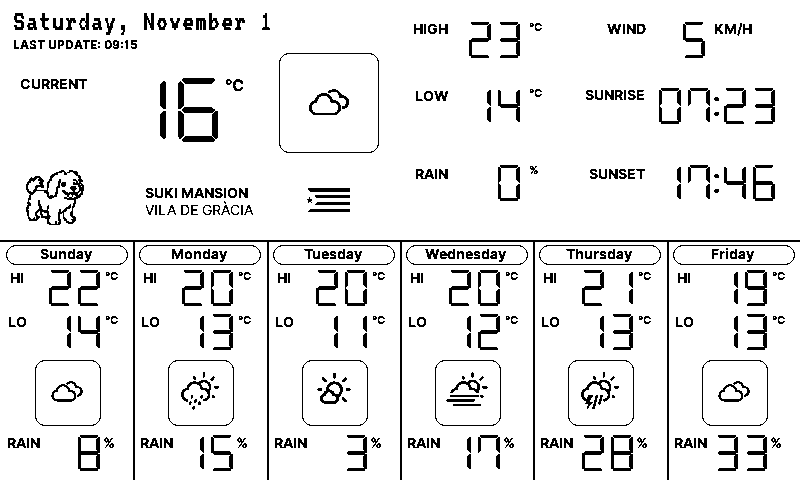 Saturday, November 1
LAST UPDATE: 09:15
CURRENT 16 °C
SUKI MANSION
VILA DE GRÀCIA
HIGH 23 °C
WIND 5 KM/H
LOW 14 °C
SUNRISE 07:23
RAIN 0 %
SUNSET 17:46
Sunday
HI 22 °C
LO 14 °C
RAIN 8 %
Monday
HI 20 °C
LO 13 °C
RAIN 15 %
Tuesday
HI 20 °C
LO 11 °C
RAIN 3 %
Wednesday
HI 20 °C
LO 12 °C
RAIN 17 %
Thursday
HI 21 °C
LO 13 °C
RAIN 28 %
Friday
HI 19 °C
LO 13 °C
RAIN 33 %